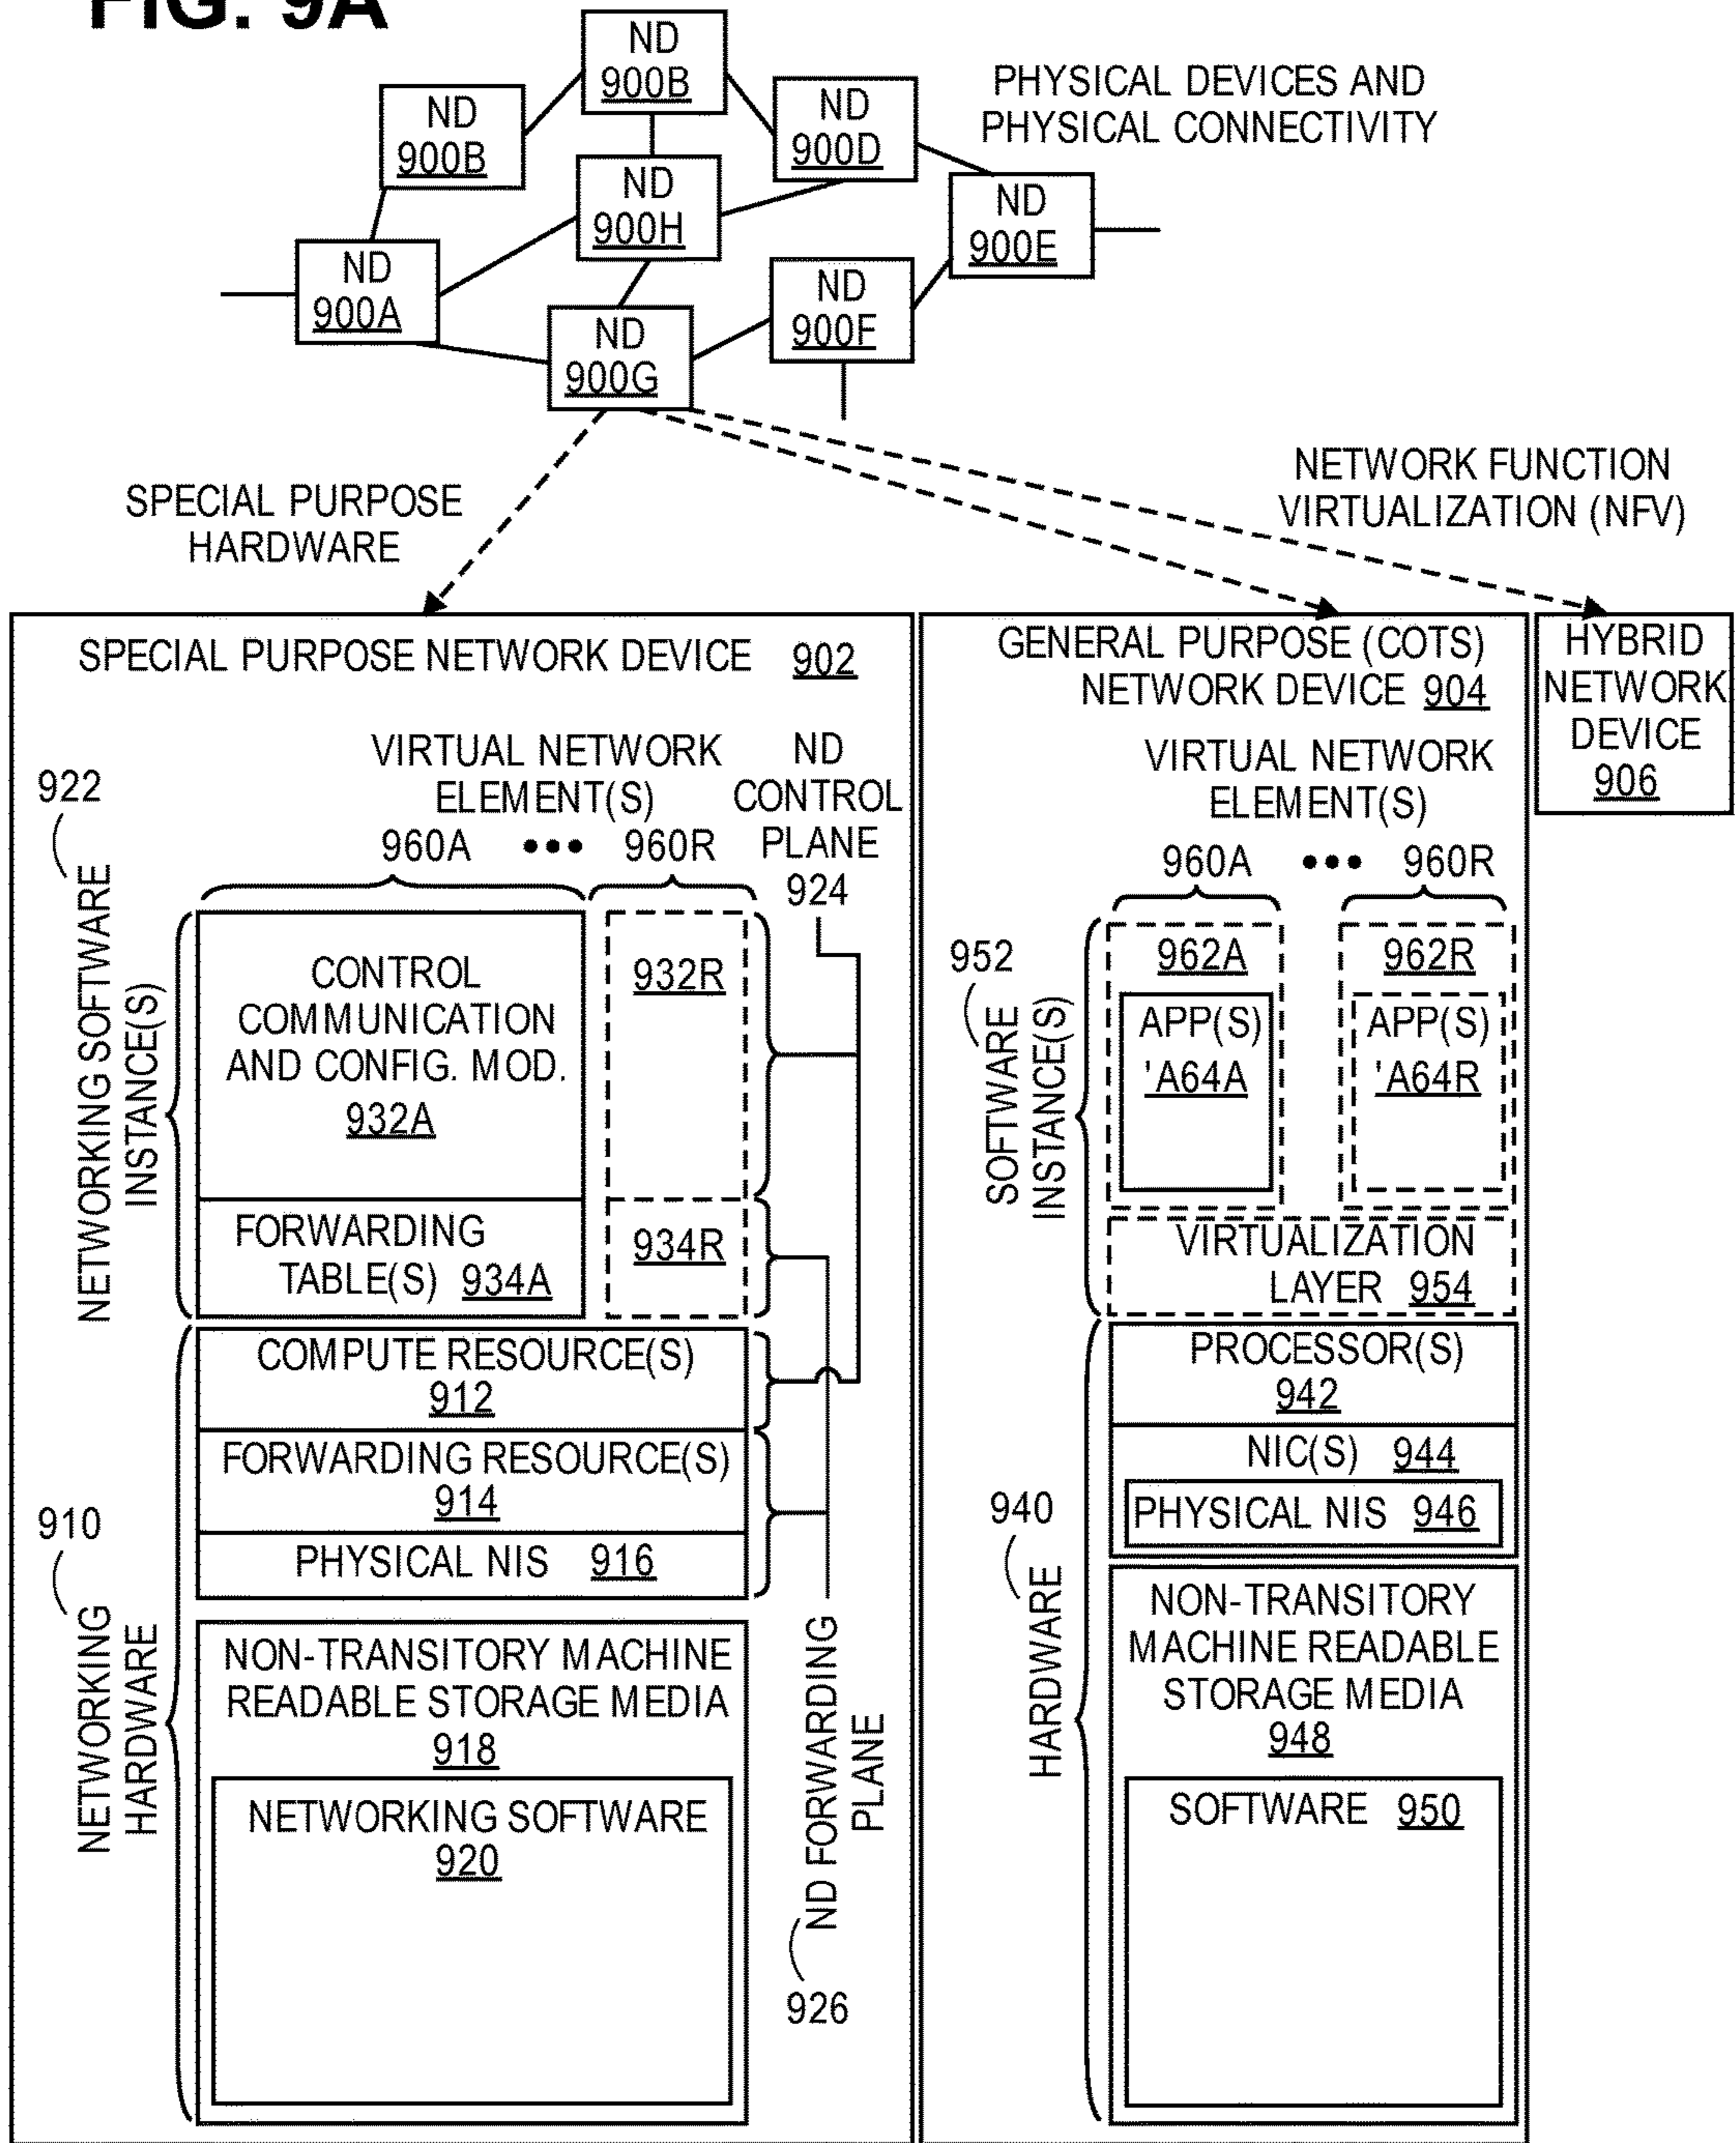 FIG. 9A
ND
900B
ND
900B
ND
900D
PHYSICAL DEVICES AND
PHYSICAL CONNECTIVITY
ND
900H
ND
900E
ND
900A
ND
900F
ND
900G
SPECIAL PURPOSE
HARDWARE
NETWORK FUNCTION
VIRTUALIZATION (NFV)
SPECIAL PURPOSE NETWORK DEVICE 902
VIRTUAL NETWORK
ELEMENT(S)
960A ••• 960R
ND
CONTROL
PLANE
924
922
NETWORKING SOFTWARE
INSTANCE(S)
CONTROL
COMMUNICATION
AND CONFIG. MOD.
932A
932R
FORWARDING
TABLE(S) 934A
934R
COMPUTE RESOURCE(S)
912
FORWARDING RESOURCE(S)
914
PHYSICAL NIS 916
910
NETWORKING
HARDWARE
NON-TRANSITORY MACHINE
READABLE STORAGE MEDIA
918
NETWORKING SOFTWARE
920
ND FORWARDING
PLANE
926
GENERAL PURPOSE (COTS)
NETWORK DEVICE 904
VIRTUAL NETWORK
ELEMENT(S)
960A ••• 960R
952
SOFTWARE
INSTANCE(S)
962A
APP(S)
'A64A
962R
APP(S)
'A64R
VIRTUALIZATION
LAYER 954
PROCESSOR(S)
942
NIC(S) 944
PHYSICAL NIS 946
940
HARDWARE
NON-TRANSITORY
MACHINE READABLE
STORAGE MEDIA
948
SOFTWARE 950
HYBRID
NETWORK
DEVICE
906